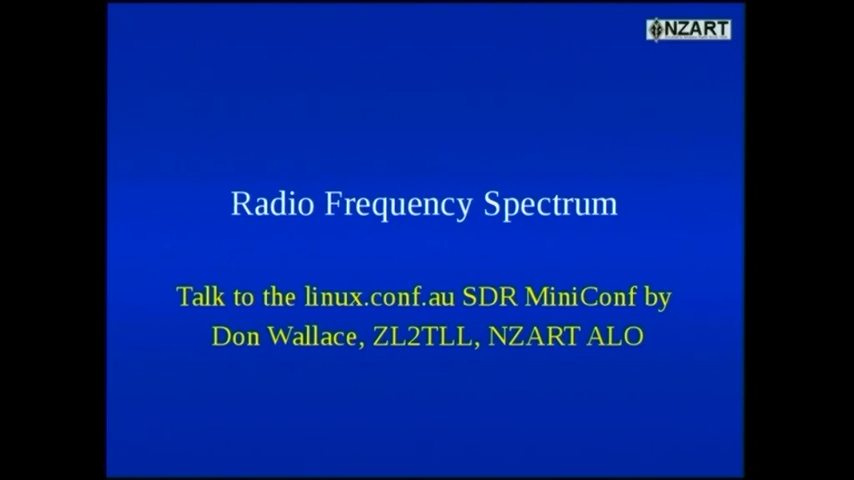 NZART
Radio Frequency Spectrum
Talk to the linux.conf.au SDR MiniConf by
Don Wallace, ZL2TLL, NZART ALO